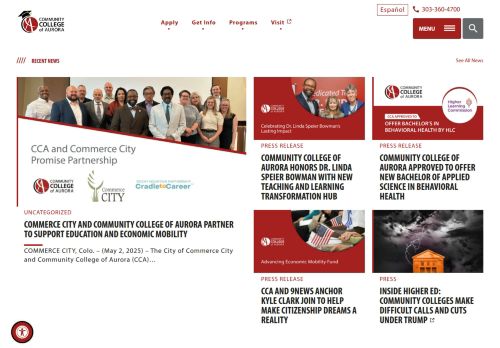 COMMUNITY
COLLEGE
of AURORA
Apply
Get Info
Programs
Visit
Español
303-360-4700
MENU
//// RECENT NEWS
See All News
CCA and Commerce City
Promise Partnership
COMMUNITY
COLLEGE
of AURORA
Commerce
CITY
CradletoCareer
UNCATEGORIZED
COMMERCE CITY AND COMMUNITY COLLEGE OF AURORA PARTNER
TO SUPPORT EDUCATION AND ECONOMIC MOBILITY
COMMERCE CITY, Colo. – (May 2, 2025) – The City of Commerce City
and Community College of Aurora (CCA)…
Celebrating Dr. Linda Speier Bowman's
Lasting Impact
PRESS RELEASE
COMMUNITY COLLEGE OF
AURORA HONORS DR. LINDA
SPEIER BOWMAN WITH NEW
TEACHING AND LEARNING
TRANSFORMATION HUB
COMMUNITY
COLLEGE
of AURORA
Higher
Learning
Commission
CCA APPROVED TO
OFFER BACHELOR'S IN
BEHAVIORAL HEALTH BY HLC
PRESS RELEASE
COMMUNITY COLLEGE OF
AURORA APPROVED TO OFFER
NEW BACHELOR OF APPLIED
SCIENCE IN BEHAVIORAL
HEALTH
Advancing Economic Mobility Fund
PRESS RELEASE
CCA AND 9NEWS ANCHOR
KYLE CLARK JOIN TO HELP
MAKE CITIZENSHIP DREAMS A
REALITY
PRESS
INSIDE HIGHER ED:
COMMUNITY COLLEGES MAKE
DIFFICULT CALLS AND CUTS
UNDER TRUMP